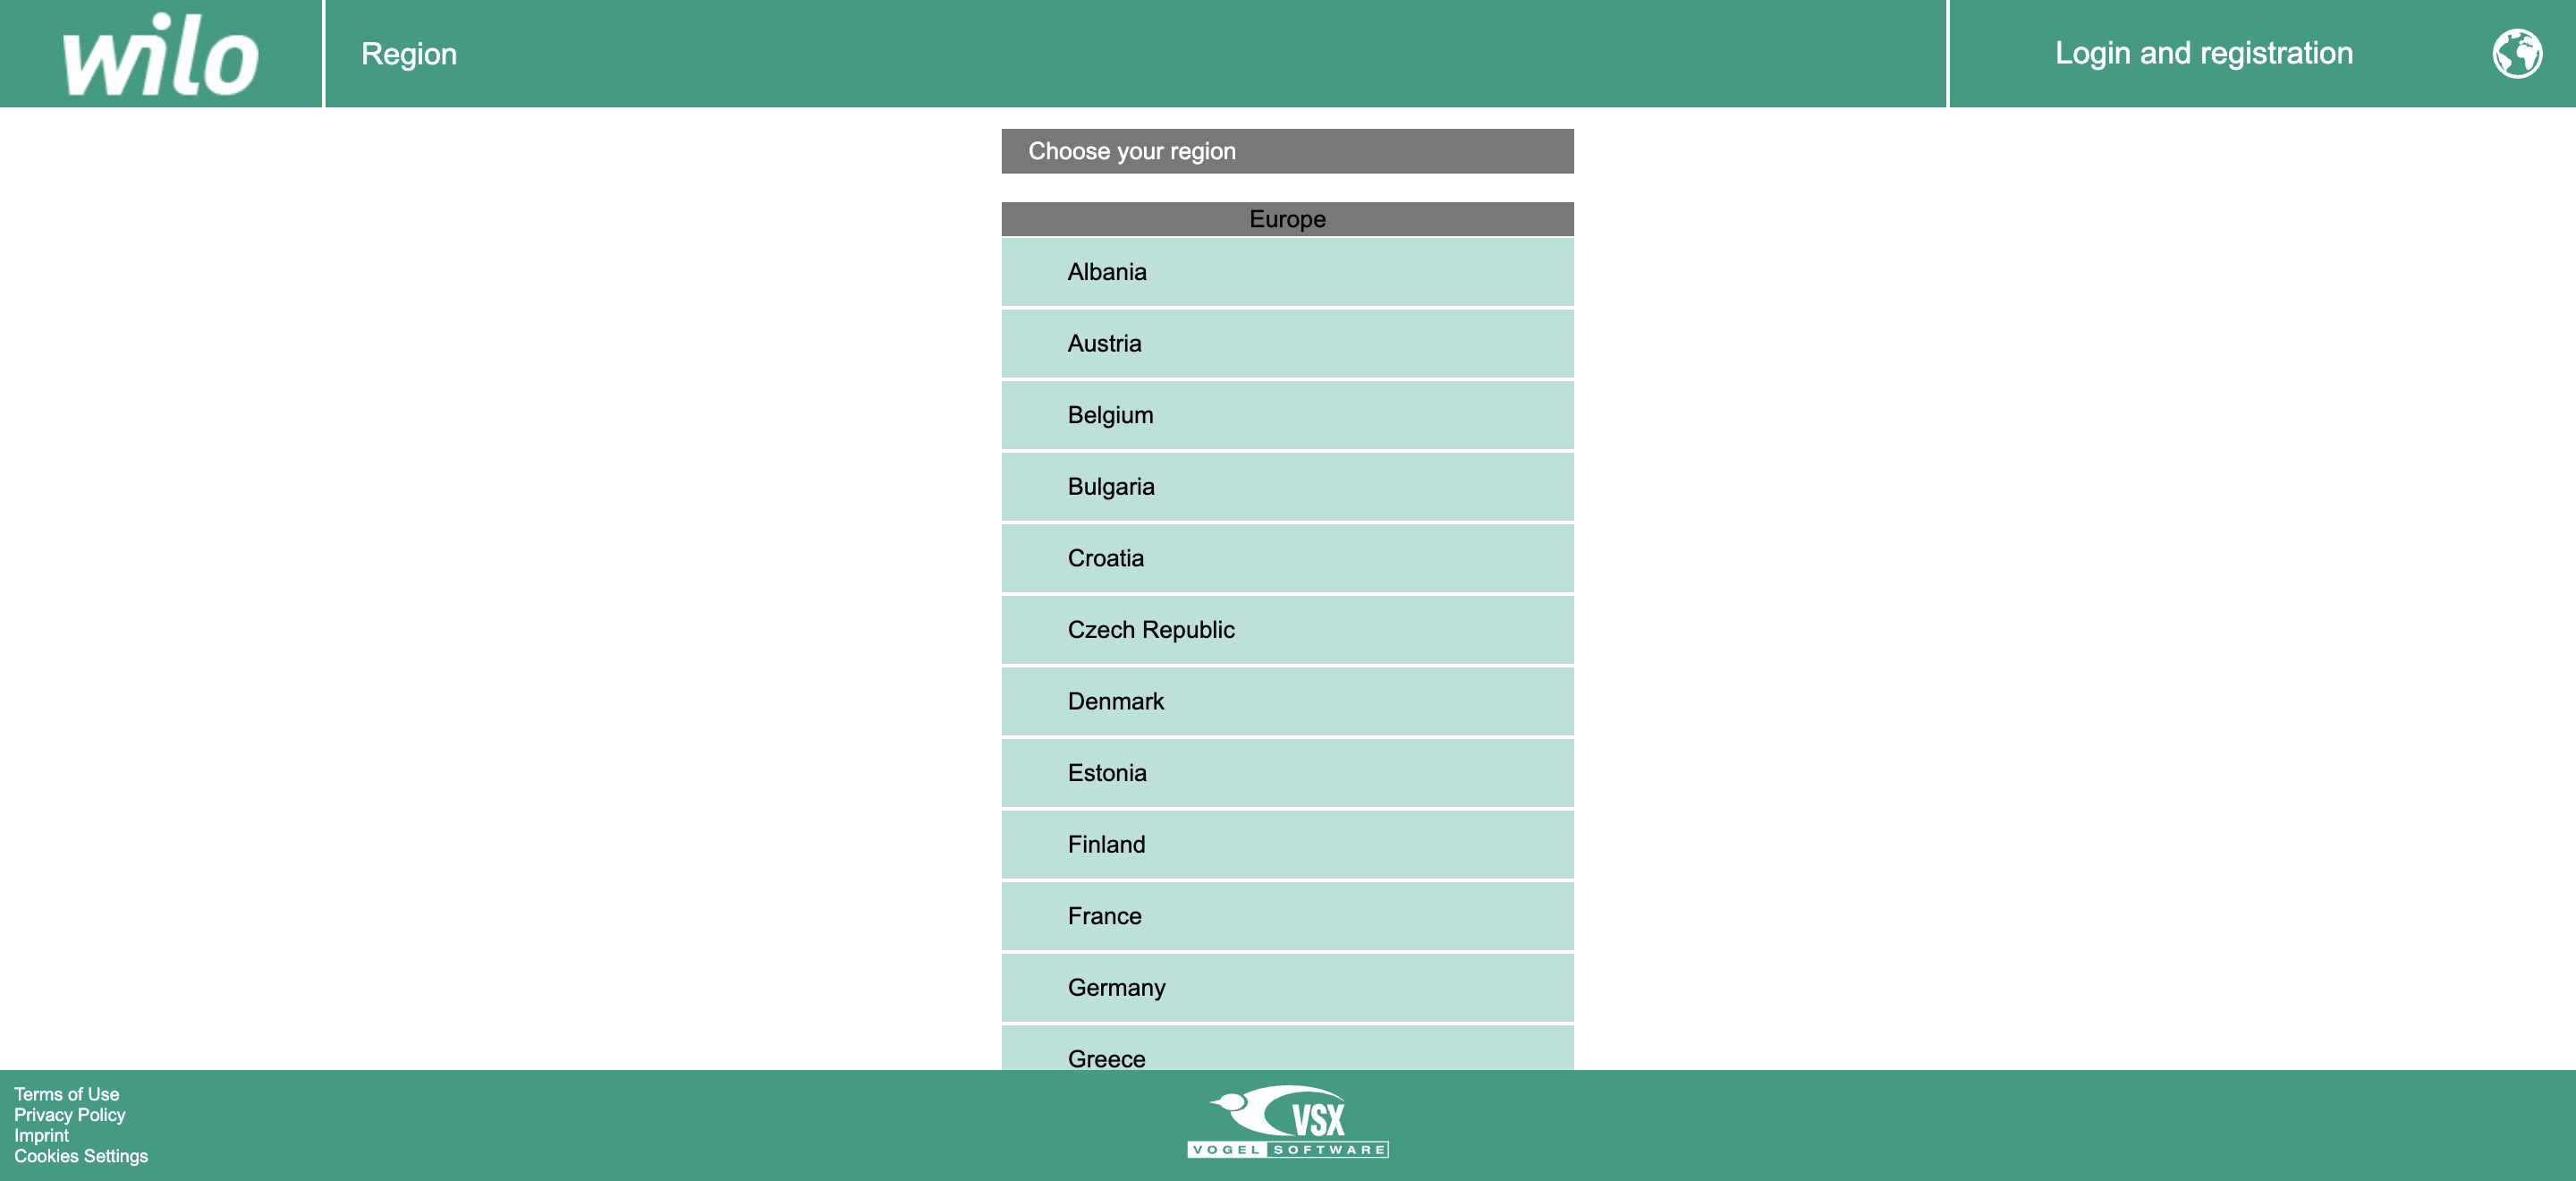 wilo
Region
Login and registration
Choose your region
Europe
Albania
Austria
Belgium
Bulgaria
Croatia
Czech Republic
Denmark
Estonia
Finland
France
Germany
Greece
Terms of Use
Privacy Policy
Imprint
Cookies Settings
VSX
VOGEL SOFTWARE